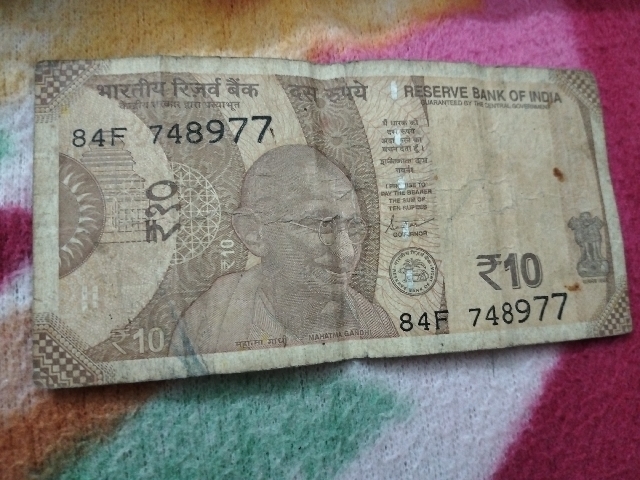 भारतीय रिज़र्व बैंक
केन्द्रीय सरकार द्वारा प्रत्याभूत
84F 748977
₹१०
₹10
10
महात्मा गांधी
MAHATMA GANDHI
दस रुपये
RESERVE BANK OF INDIA
GUARANTEED BY THE CENTRAL GOVERNMENT
मैं धारक को
दस रुपये
अदा करने का
वचन देता हूँ।
गवर्नर
I PROMISE TO
PAY THE BEARER
THE SUM OF
TEN RUPEES
GOVERNOR
₹10
84F 748977